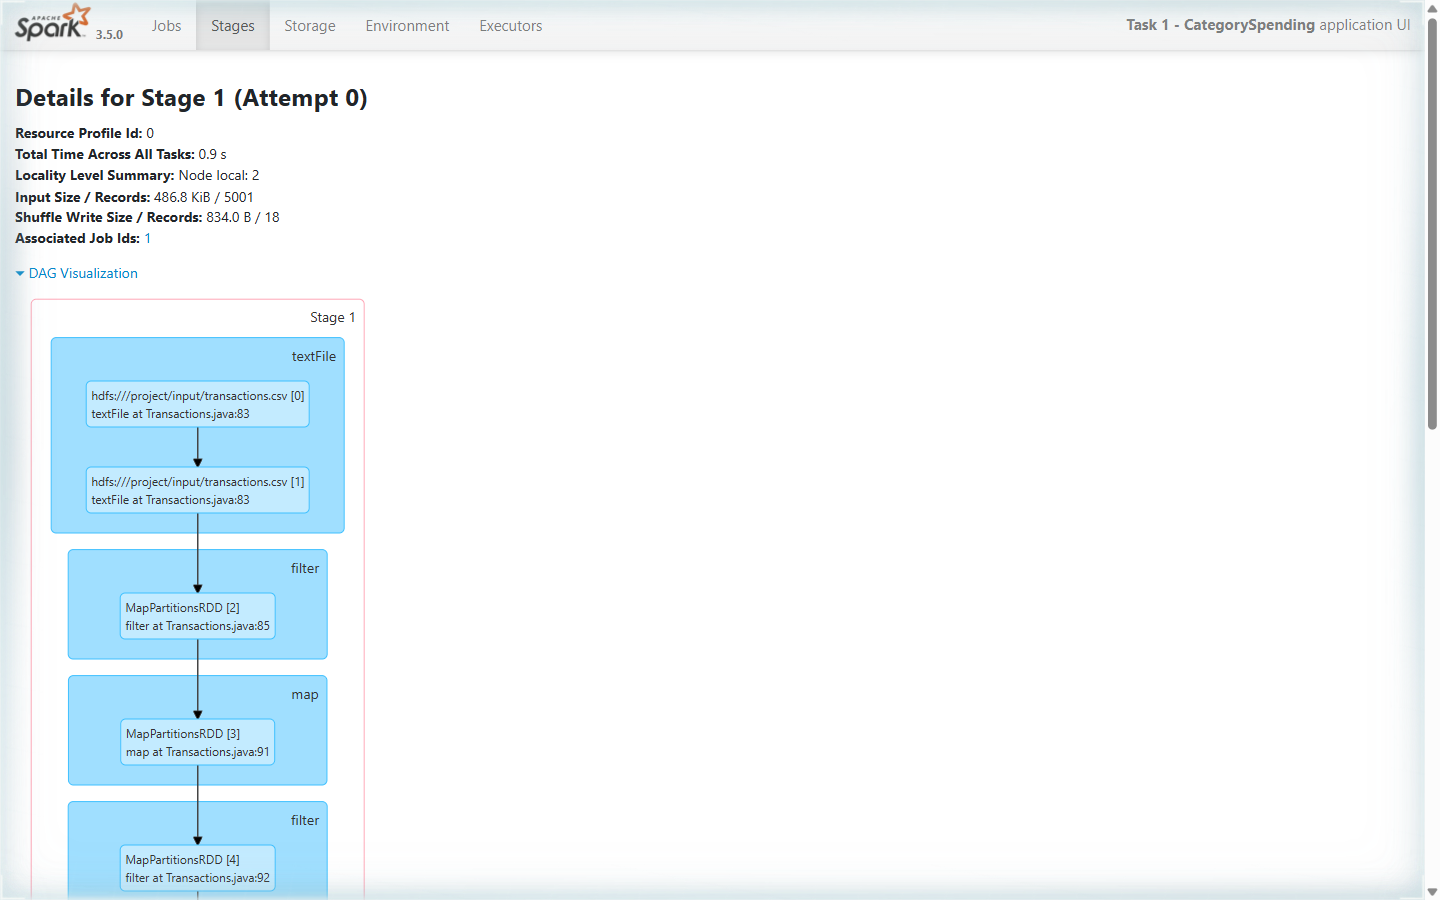 APACHE
Spark 3.5.0 Jobs Stages Storage Environment Executors Task 1 - CategorySpending application UI
Details for Stage 1 (Attempt 0)
Resource Profile Id: 0
Total Time Across All Tasks: 0.9 s
Locality Level Summary: Node local: 2
Input Size / Records: 486.8 KiB / 5001
Shuffle Write Size / Records: 834.0 B / 18
Associated Job Ids: 1
DAG Visualization
Stage 1
textFile
hdfs:///project/input/transactions.csv [0]
textFile at Transactions.java:83
hdfs:///project/input/transactions.csv [1]
textFile at Transactions.java:83
filter
MapPartitionsRDD [2]
filter at Transactions.java:85
map
MapPartitionsRDD [3]
map at Transactions.java:91
filter
MapPartitionsRDD [4]
filter at Transactions.java:92